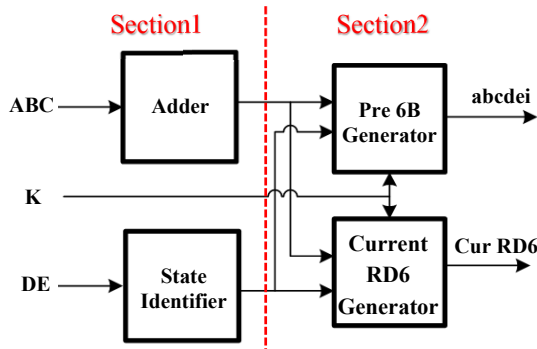 Section1
Section2
ABC
Adder
Pre 6B
Generator
abcdei
K
DE
State
Identifier
Current
RD6
Generator
Cur RD6